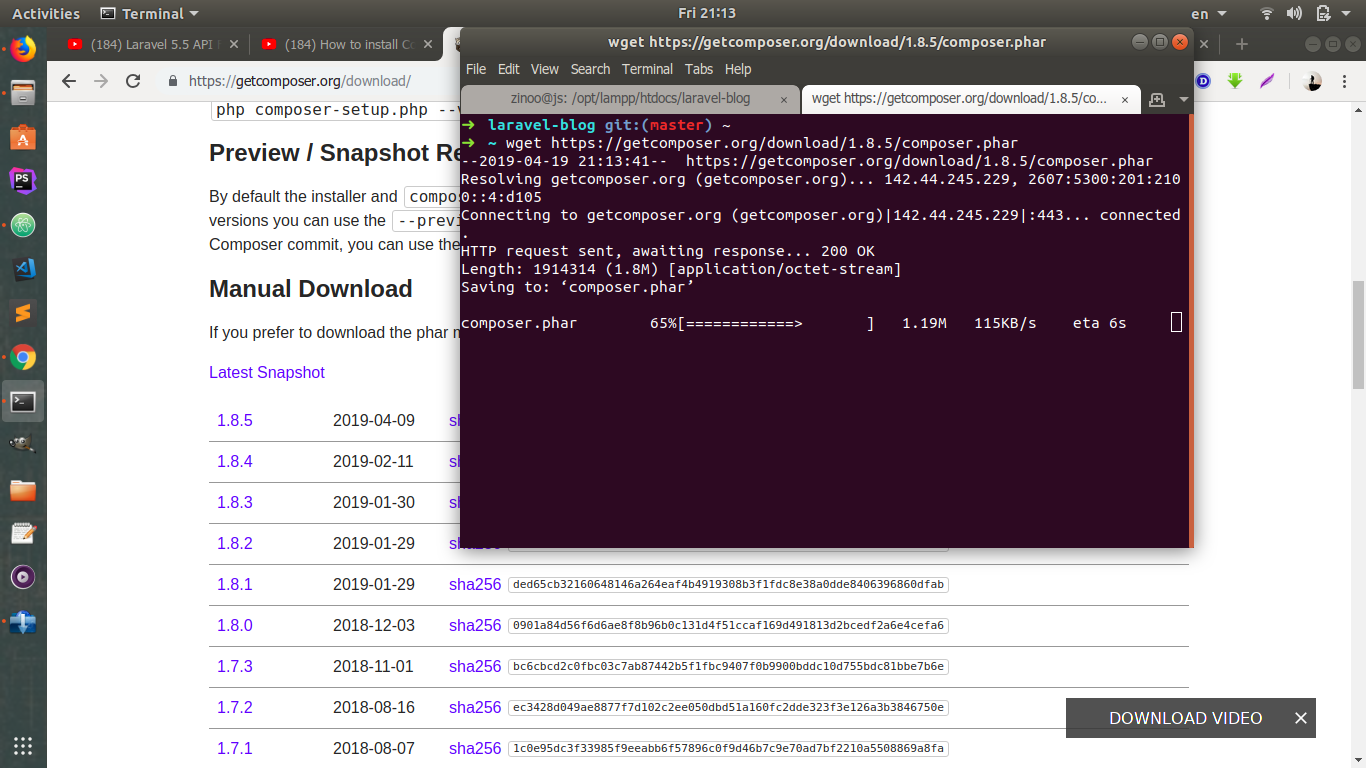 Activities
Terminal
Fri 21:13
en
(184) Laravel 5.5 API
(184) How to install Co
https://getcomposer.org/download/
wget https://getcomposer.org/download/1.8.5/composer.phar
File Edit View Search Terminal Tabs Help
zinoo@js: /opt/lampp/htdocs/laravel-blog
wget https://getcomposer.org/download/1.8.5/co...
➜ laravel-blog git:(master) ~
➜ ~ wget https://getcomposer.org/download/1.8.5/composer.phar
--2019-04-19 21:13:41-- https://getcomposer.org/download/1.8.5/composer.phar
Resolving getcomposer.org (getcomposer.org)... 142.44.245.229, 2607:5300:201:210
0::4:d105
Connecting to getcomposer.org (getcomposer.org)|142.44.245.229|:443... connected
.
HTTP request sent, awaiting response... 200 OK
Length: 1914314 (1.8M) [application/octet-stream]
Saving to: ‘composer.phar’
composer.phar 65%[============> ] 1.19M 115KB/s eta 6s
php composer-setup.php --v
Preview / Snapshot Re
By default the installer and compo
versions you can use the --previ
Composer commit, you can use the
Manual Download
If you prefer to download the phar m
Latest Snapshot
1.8.5 2019-04-09 sh
1.8.4 2019-02-11 sh
1.8.3 2019-01-30 sh
1.8.2 2019-01-29 sha256
1.8.1 2019-01-29 sha256 ded65cb32160648146a264eaf4b4919308b3f1fdc8e38a0dde8406396860dfab
1.8.0 2018-12-03 sha256 0901a84d56f6d6ae8f8b96b0c131d4f51ccaf169d491813d2bcedf2a6e4cefa6
1.7.3 2018-11-01 sha256 bc6cbcd2c0fbc03c7ab87442b5f1fbc9407f0b9900bddc10d755bdc81bbe7b6e
1.7.2 2018-08-16 sha256 ec3428d049ae8877f7d102c2ee050dbd51a160fc2dde323f3e126a3b3846750e
1.7.1 2018-08-07 sha256 1c0e95dc3f33985f9eeabb6f57896c0f9d46b7c9e70ad7bf2210a5508869a8fa
DOWNLOAD VIDEO